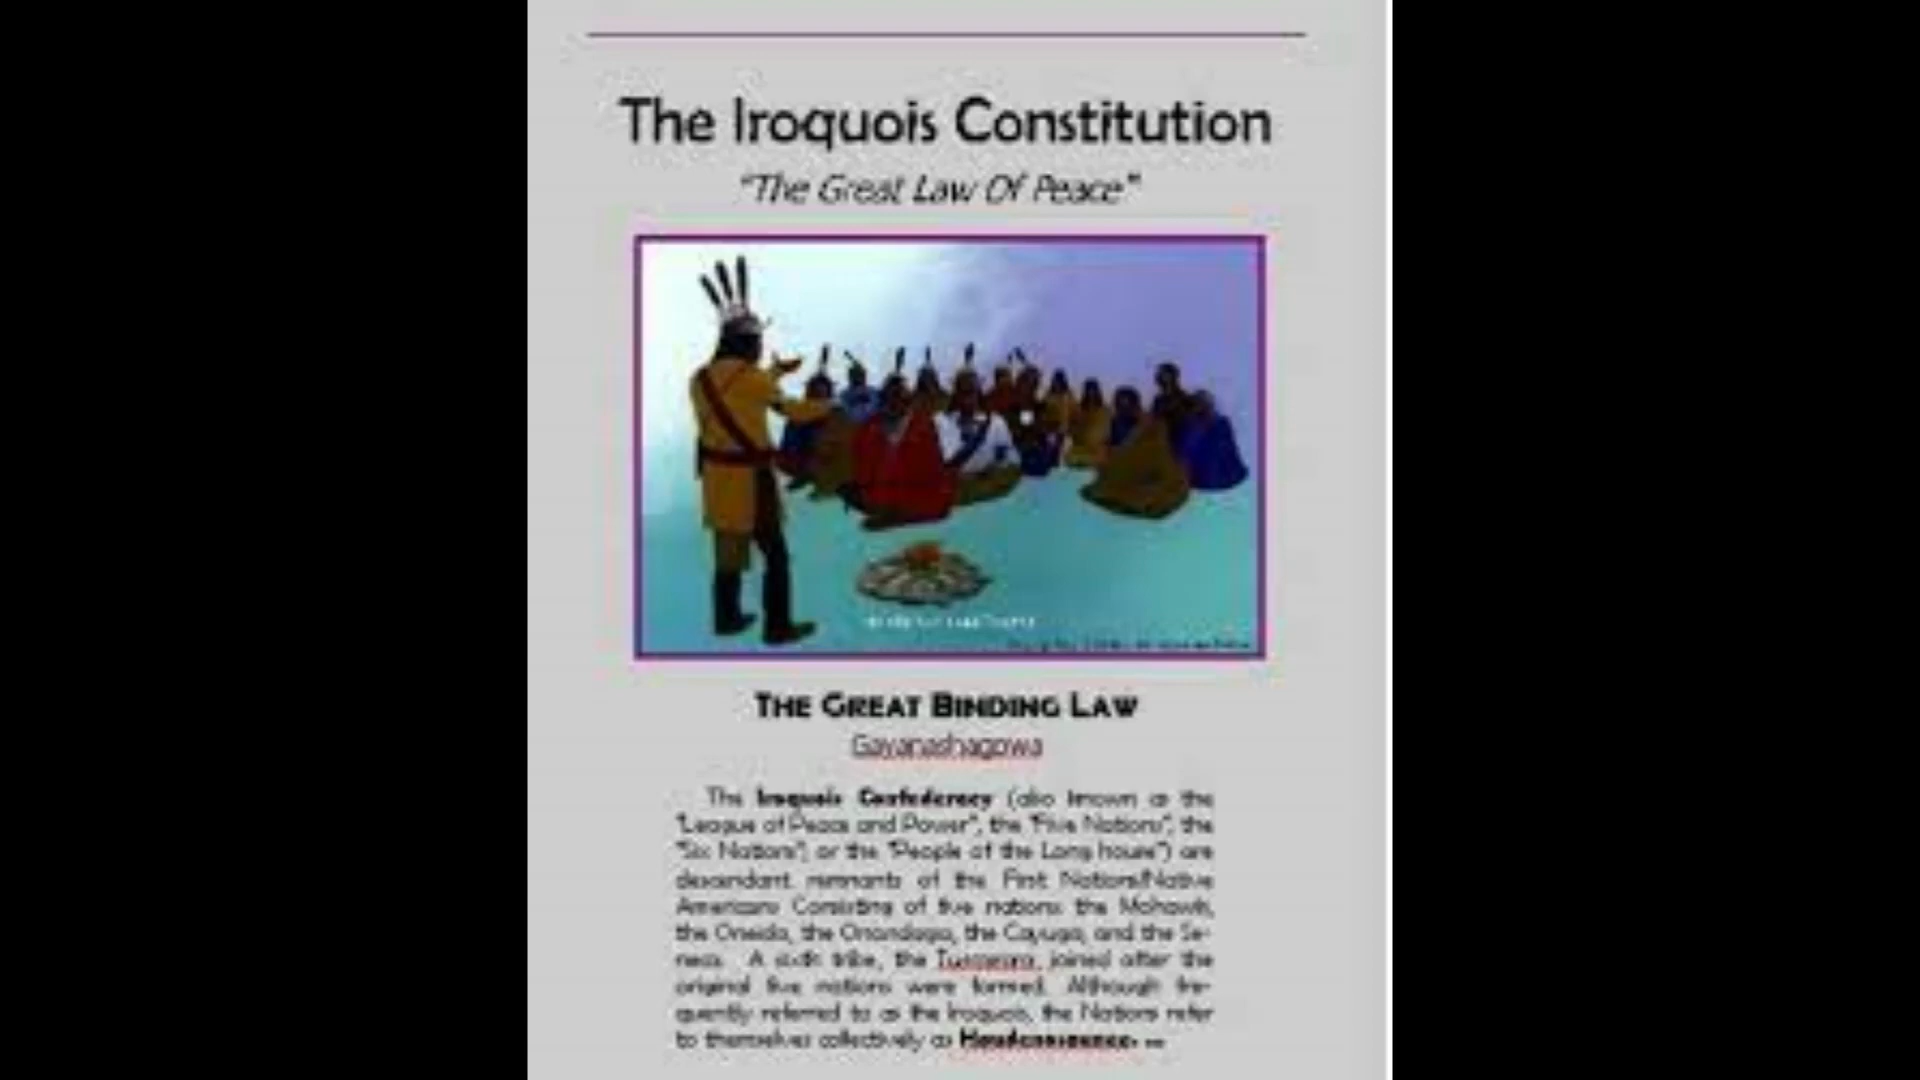 The Iroquois Constitution
"The Great Law Of Peace"
THE GREAT BINDING LAW
Gayanashagowa
The Iroquois Confederacy (also known as the
"League of Peace and Power", the "Five Nations"; the
"Six Nations"; or the "People of the Long house") are
descendant remnants of the First Nations/Native
Americans Consisting of five nations: the Mohawk,
the Oneida, the Onondaga, the Cayuga, and the Se-
neca. A sixth tribe, the Tuscarora, joined after the
original five nations were formed. Although fre-
quently referred to as the Iroquois, the Nations refer
to themselves collectively as